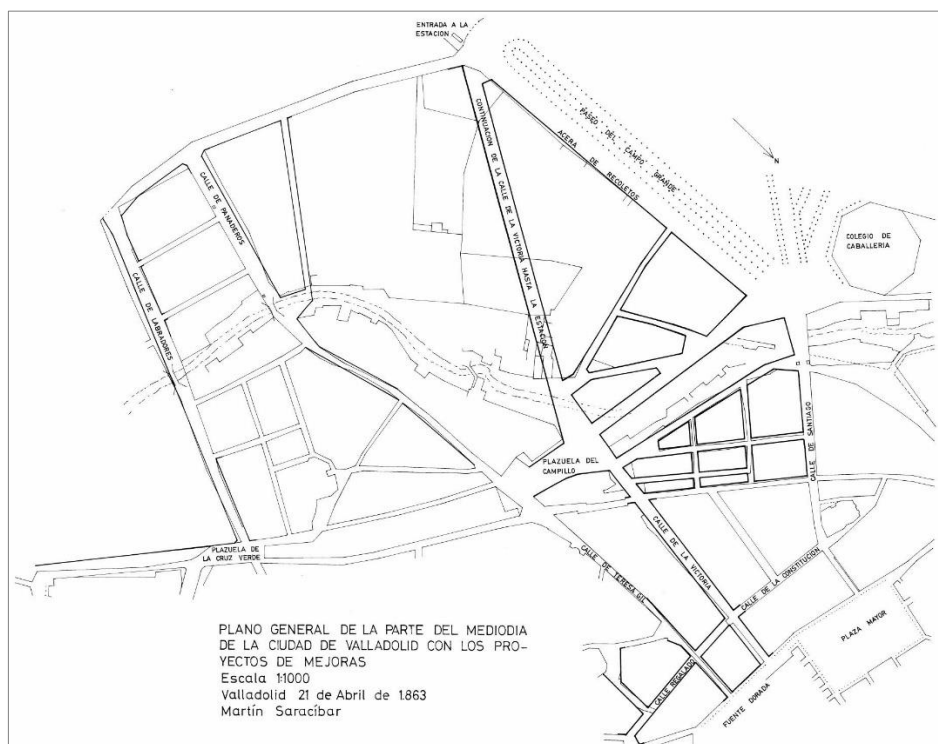 ENTRADA A LA
ESTACION
PASEO DEL CAMPO GRANDE
ACERA DE RECOLETOS
CONTINUACION DE LA CALLE DE LA VICTORIA HASTA LA ESTACION
N
COLEGIO DE
CABALLERIA
CALLE DE PANADEROS
CALLE DE LABRADORES
CALLE DE SANTIAGO
PLAZUELA DEL
CAMPILLO
PLAZUELA DE
LA CRUZ VERDE
CALLE DE TERESA GIL
CALLE DE LA VICTORIA
CALLE DE LA CONSTITUCION
PLAZA MAYOR
CALLE REGALADO
FUENTE DORADA
PLANO GENERAL DE LA PARTE DEL MEDIODIA
DE LA CIUDAD DE VALLADOLID CON LOS PRO-
YECTOS DE MEJORAS
Escala 1:1000
Valladolid 21 de Abril de 1.863
Martín Saracíbar